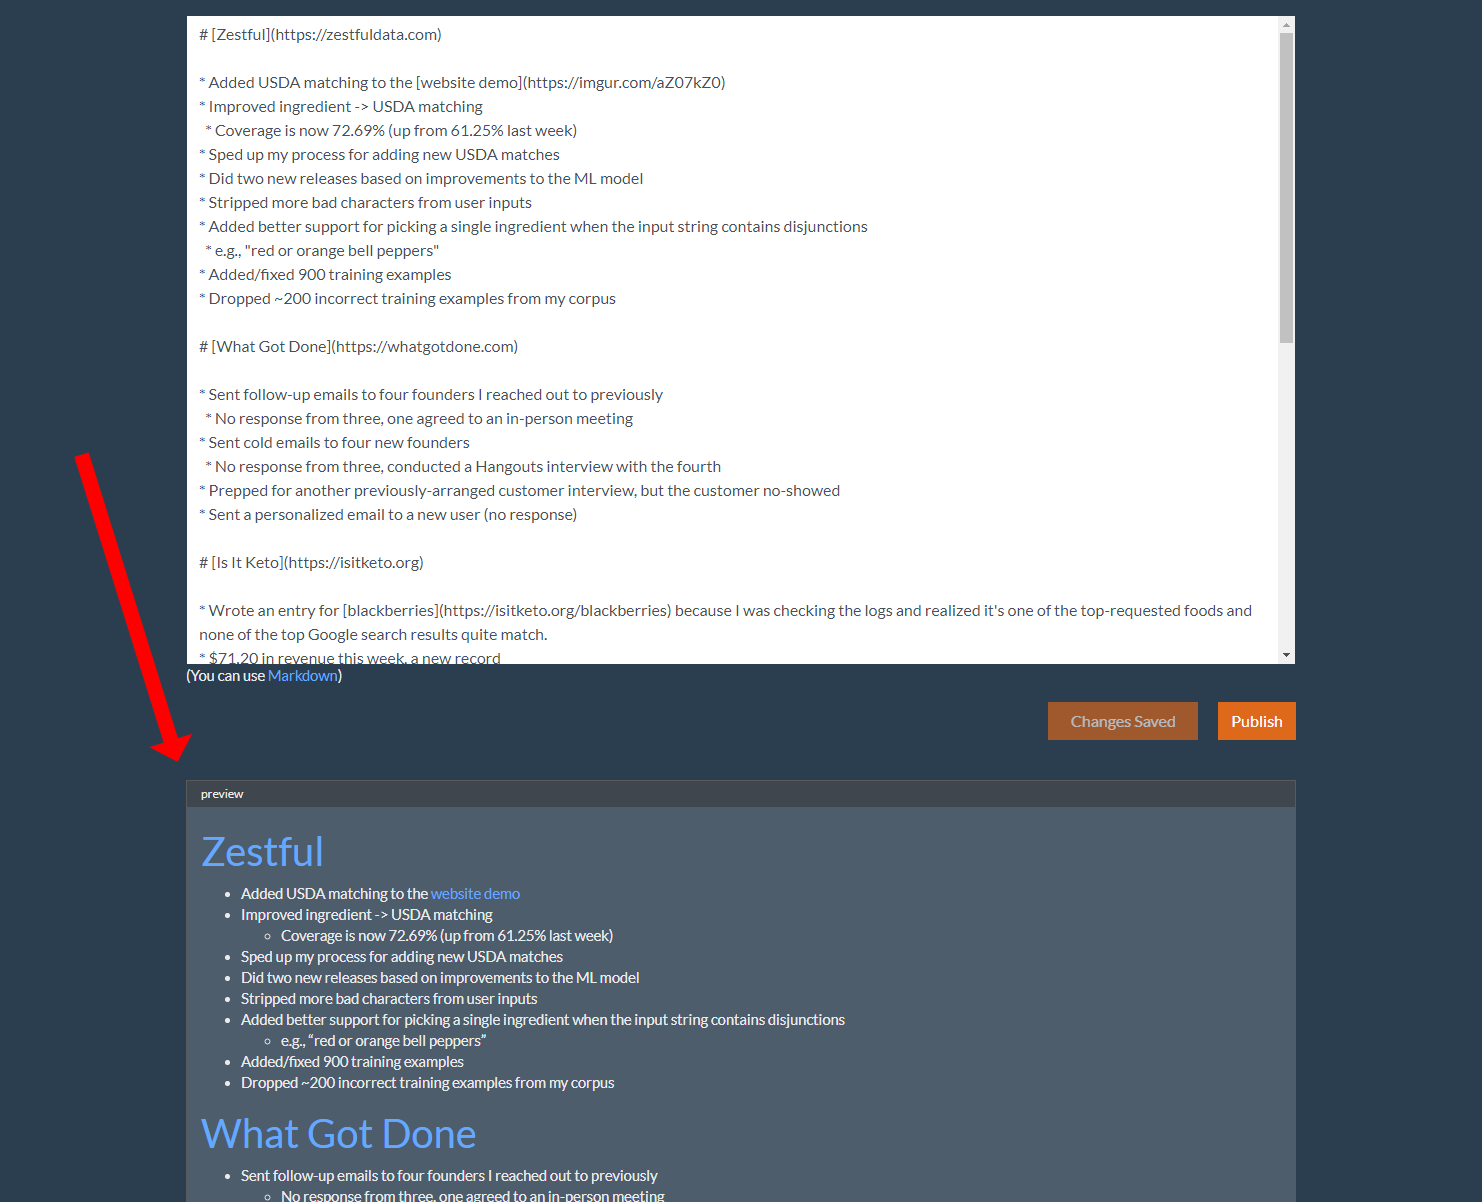 # [Zestful](https://zestfuldata.com)
* Added USDA matching to the [website demo](https://imgur.com/aZ07kZ0)
* Improved ingredient -> USDA matching
* Coverage is now 72.69% (up from 61.25% last week)
* Sped up my process for adding new USDA matches
* Did two new releases based on improvements to the ML model
* Stripped more bad characters from user inputs
* Added better support for picking a single ingredient when the input string contains disjunctions
* e.g., "red or orange bell peppers"
* Added/fixed 900 training examples
* Dropped ~200 incorrect training examples from my corpus
# [What Got Done](https://whatgotdone.com)
* Sent follow-up emails to four founders I reached out to previously
* No response from three, one agreed to an in-person meeting
* Sent cold emails to four new founders
* No response from three, conducted a Hangouts interview with the fourth
* Prepped for another previously-arranged customer interview, but the customer no-showed
* Sent a personalized email to a new user (no response)
# [Is It Keto](https://isitketo.org)
* Wrote an entry for [blackberries](https://isitketo.org/blackberries) because I was checking the logs and realized it's one of the top-requested foods and
none of the top Google search results quite match.
* $71.20 in revenue this week, a new record
(You can use Markdown)
Changes Saved
Publish
preview
Zestful
• Added USDA matching to the website demo
• Improved ingredient -> USDA matching
◦ Coverage is now 72.69% (up from 61.25% last week)
• Sped up my process for adding new USDA matches
• Did two new releases based on improvements to the ML model
• Stripped more bad characters from user inputs
• Added better support for picking a single ingredient when the input string contains disjunctions
◦ e.g., “red or orange bell peppers”
• Added/fixed 900 training examples
• Dropped ~200 incorrect training examples from my corpus
What Got Done
• Sent follow-up emails to four founders I reached out to previously
◦ No response from three, one agreed to an in-person meeting